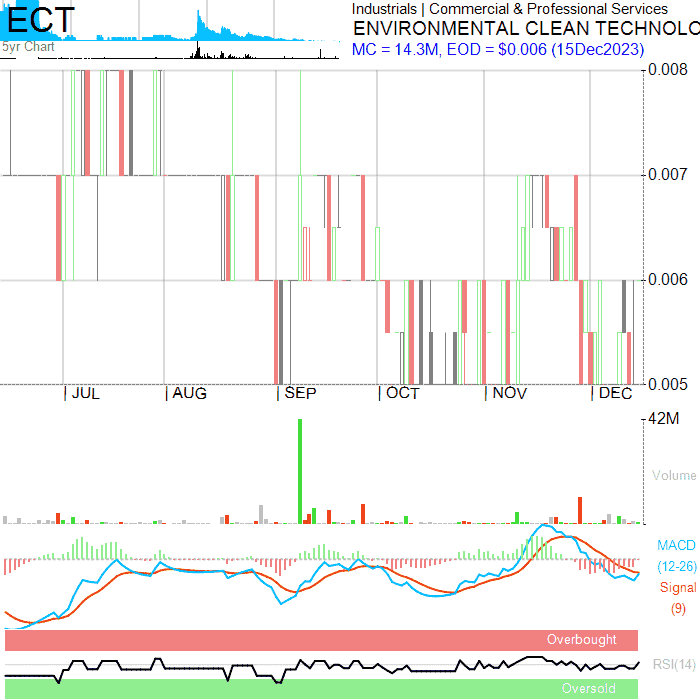 ECT
5yr Chart
Industrials | Commercial & Professional Services
ENVIRONMENTAL CLEAN TECHNOLO
MC = 14.3M, EOD = $0.006 (15Dec2023)
0.008
0.007
0.006
0.005
JUL AUG SEP OCT NOV DEC
42M
Volume
MACD
(12-26)
Signal
(9)
Overbought
RSI(14)
Oversold